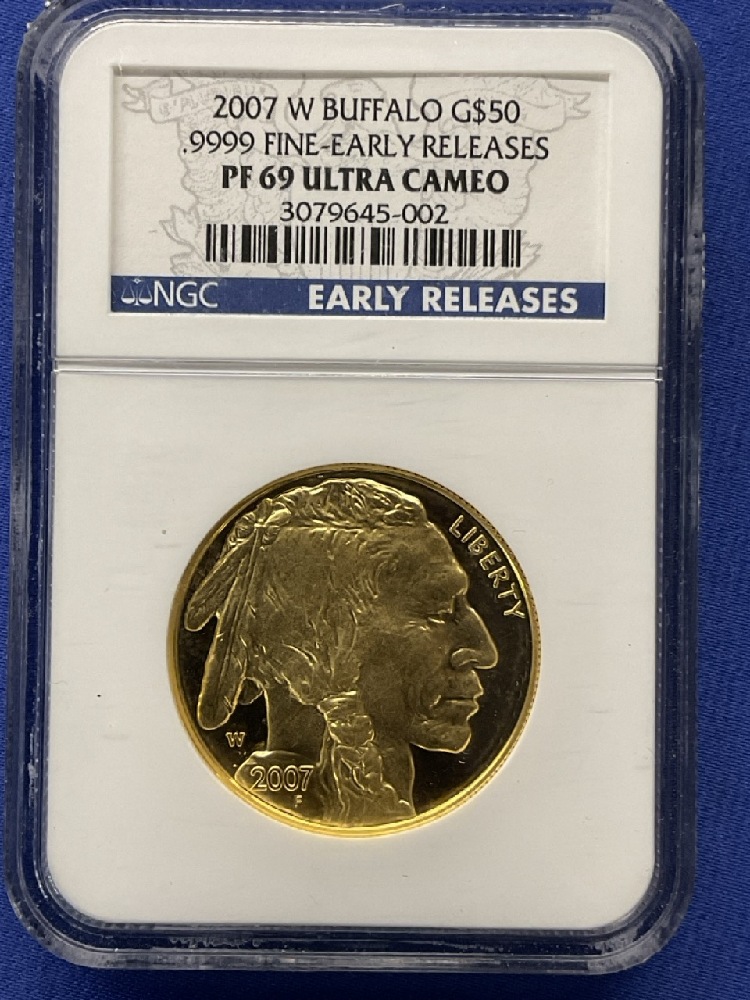 2007 W BUFFALO G$50
.9999 FINE-EARLY RELEASES
PF 69 ULTRA CAMEO
3079645-002
NGC EARLY RELEASES
LIBERTY
W
2007
F